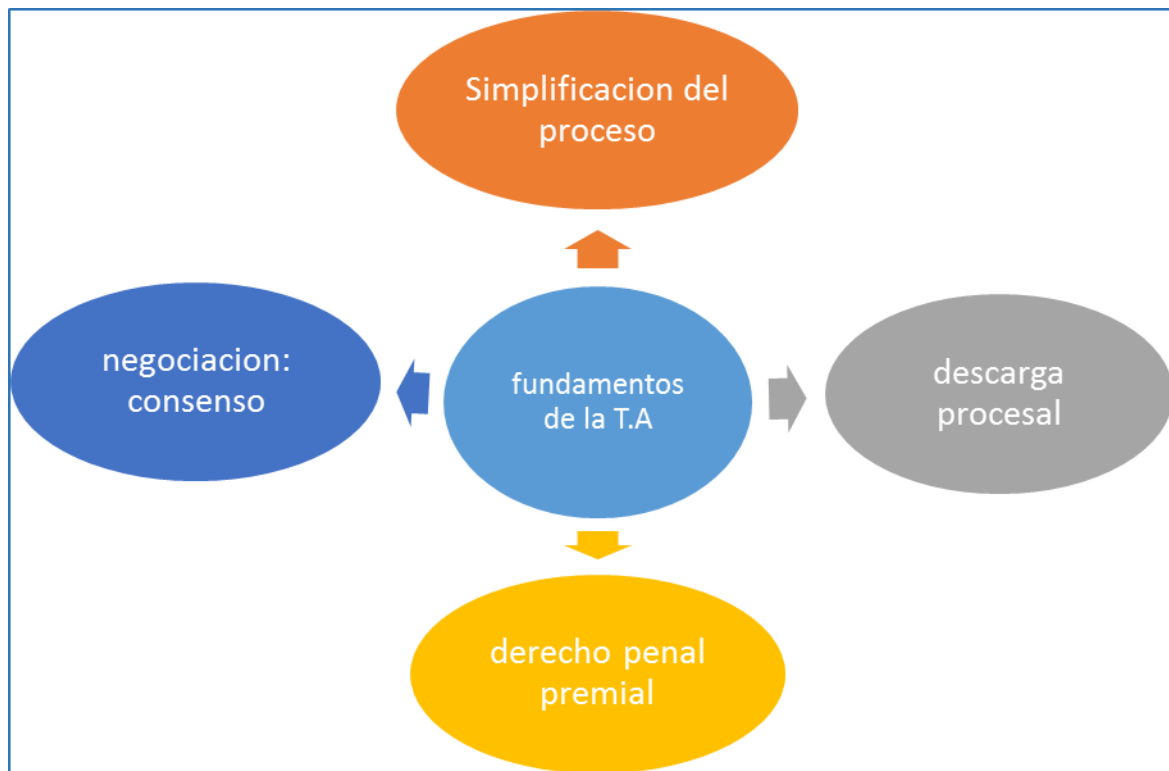 Simplificacion del
proceso
negociacion:
consenso
fundamentos
de la T.A
descarga
procesal
derecho penal
premial